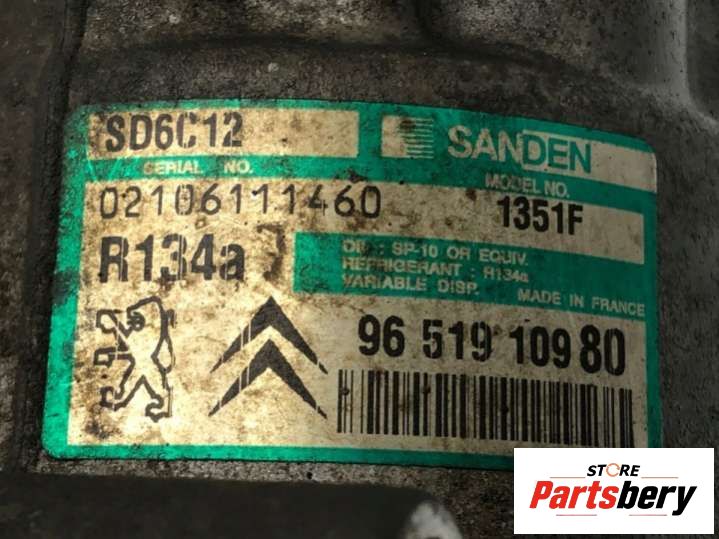 SD6C12
SANDEN
SERIAL NO.
MODEL NO.
02106111460
1351F
R134a
OIL : SP-10 OR EQUIV.
REFRIGERANT : R134a
VARIABLE DISP.
MADE IN FRANCE
96 519 109 80
STORE
Partsbery